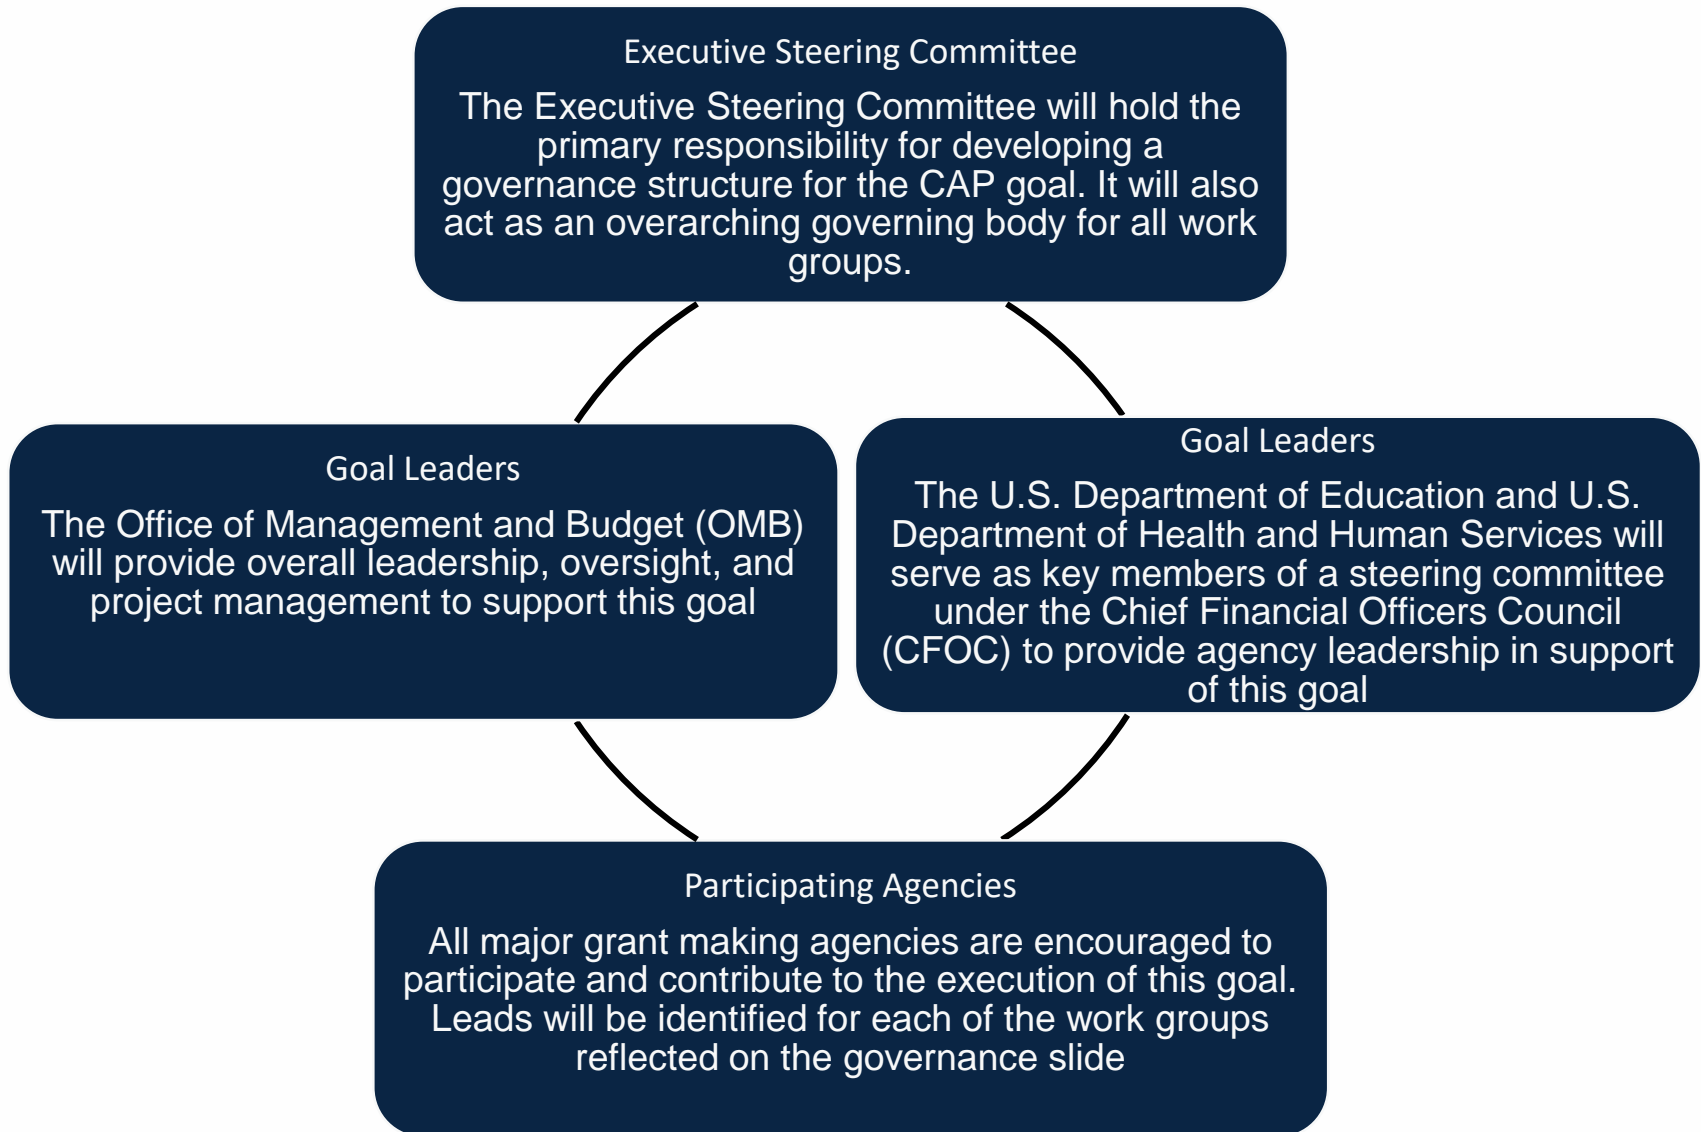 Executive Steering Committee
The Executive Steering Committee will hold the
primary responsibility for developing a
governance structure for the CAP goal. It will also
act as an overarching governing body for all work
groups.
Goal Leaders
The Office of Management and Budget (OMB)
will provide overall leadership, oversight, and
project management to support this goal
Goal Leaders
The U.S. Department of Education and U.S.
Department of Health and Human Services will
serve as key members of a steering committee
under the Chief Financial Officers Council
(CFOC) to provide agency leadership in support
of this goal
Participating Agencies
All major grant making agencies are encouraged to
participate and contribute to the execution of this goal.
Leads will be identified for each of the work groups
reflected on the governance slide